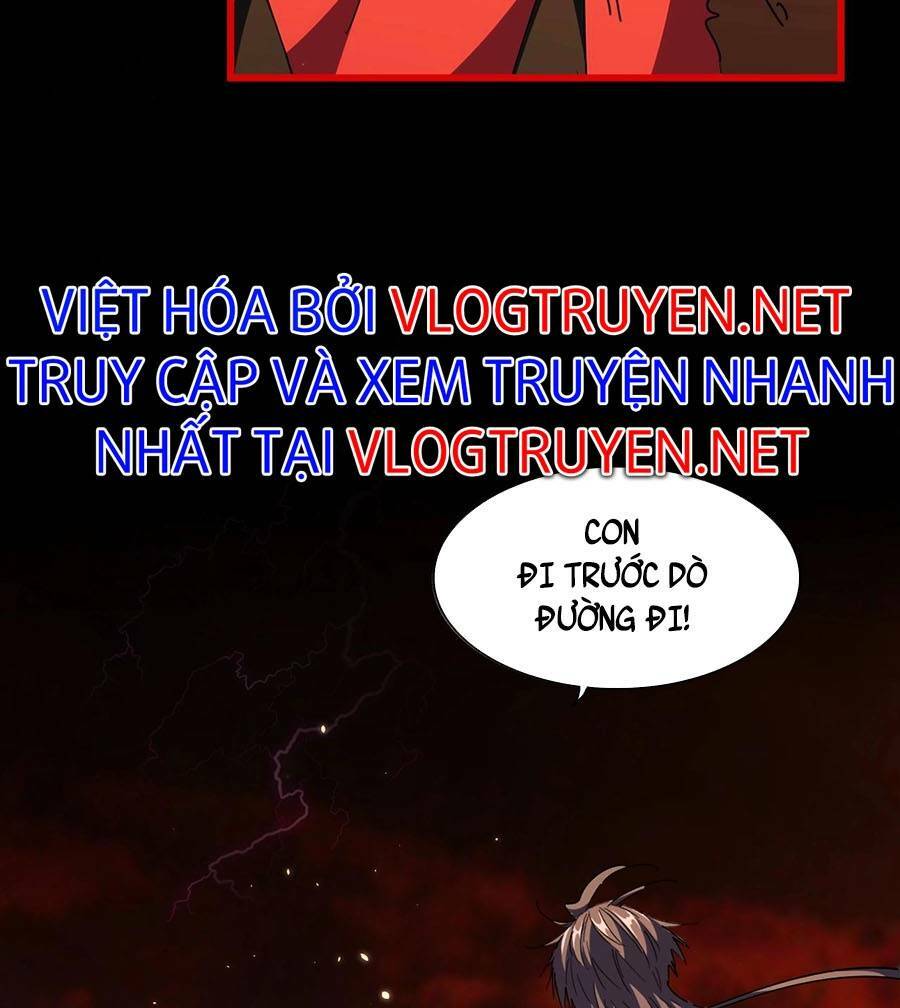 VIỆT HÓA BỞI VLOGTRUYEN.NET
TRUY CẬP VÀ XEM TRUYỆN NHANH
NHẤT TẠI VLOGTRUYEN.NET
CON
ĐI TRƯỚC DÒ
ĐƯỜNG ĐI!